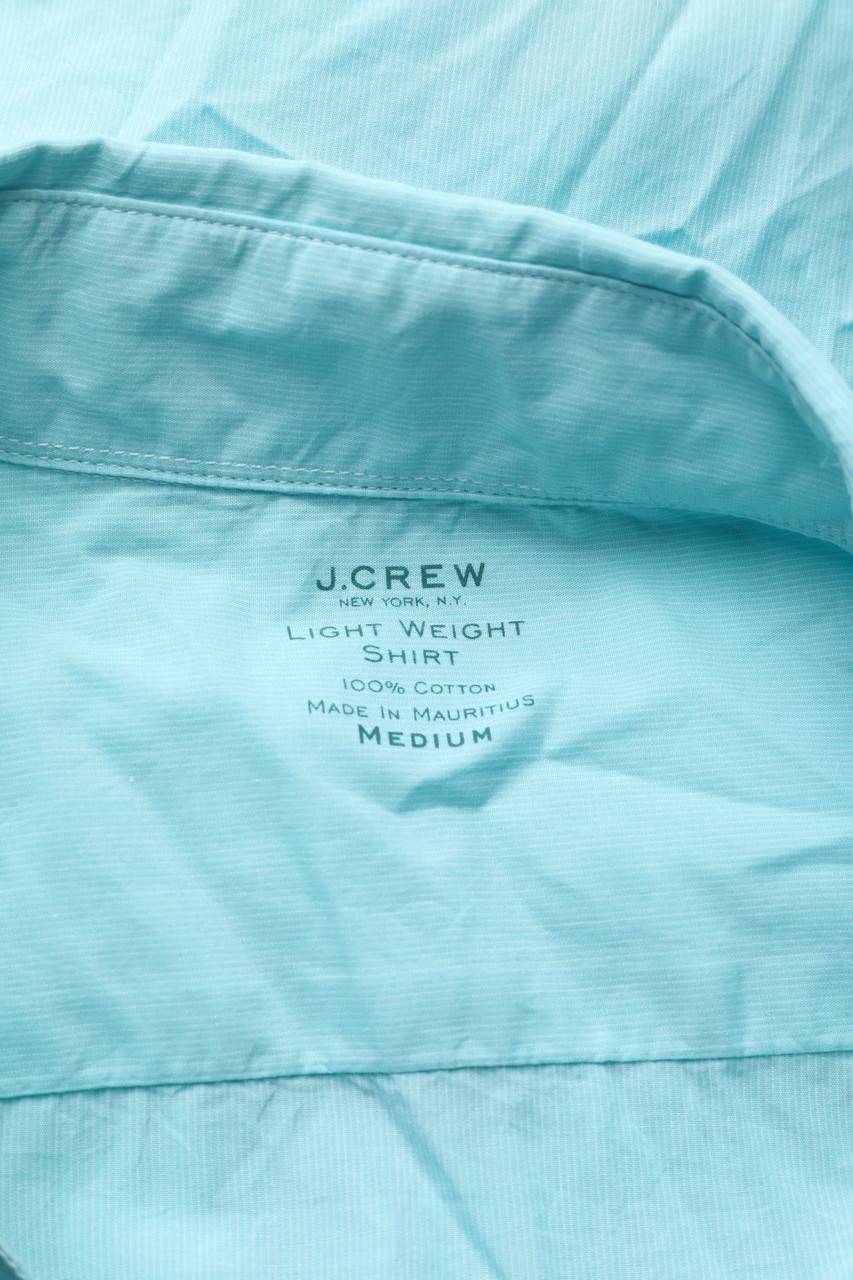 J.CREW
NEW YORK, N.Y.
LIGHT WEIGHT
SHIRT
100% COTTON
MADE IN MAURITIUS
MEDIUM